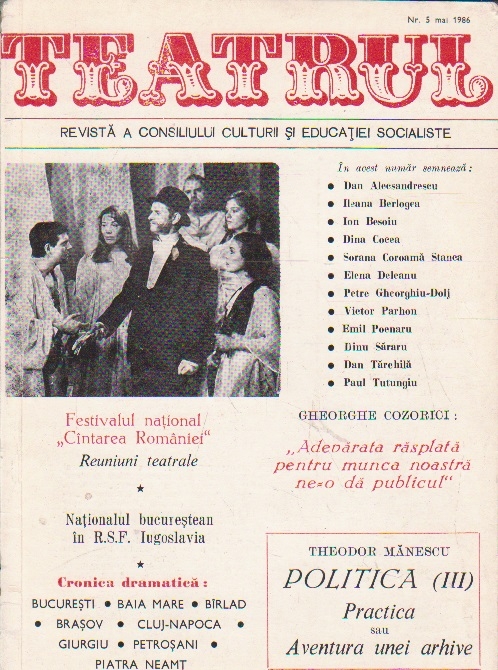 Nr. 5 mai 1986
TEATRUL
REVISTĂ A CONSILIULUI CULTURII ȘI EDUCAȚIEI SOCIALISTE
În acest număr semnează:
● Dan Alecsandrescu
● Ileana Berlogea
● Ion Besoiu
● Dina Cocea
● Sorana Coroamă Stanca
● Elena Deleanu
● Petre Gheorghiu-Dolj
● Victor Parhon
● Emil Poenaru
● Dinu Săraru
● Dan Tărchilă
● Paul Tutungiu
Festivalul național
„Cîntarea României"
Reuniuni teatrale
★
Naționalul bucureștean
în R.S.F. Iugoslavia
★
Cronica dramatică:
BUCUREȘTI ● BAIA MARE ● BÎRLAD
● BRAȘOV ● CLUJ-NAPOCA ●
GIURGIU ● PETROȘANI ●
PIATRA NEAMȚ
GHEORGHE COZORICI:
„Adevărata răsplată
pentru munca noastră
ne-o dă publicul"
THEODOR MĂNESCU
POLITICA (III)
Practica
sau
Aventura unei arhive